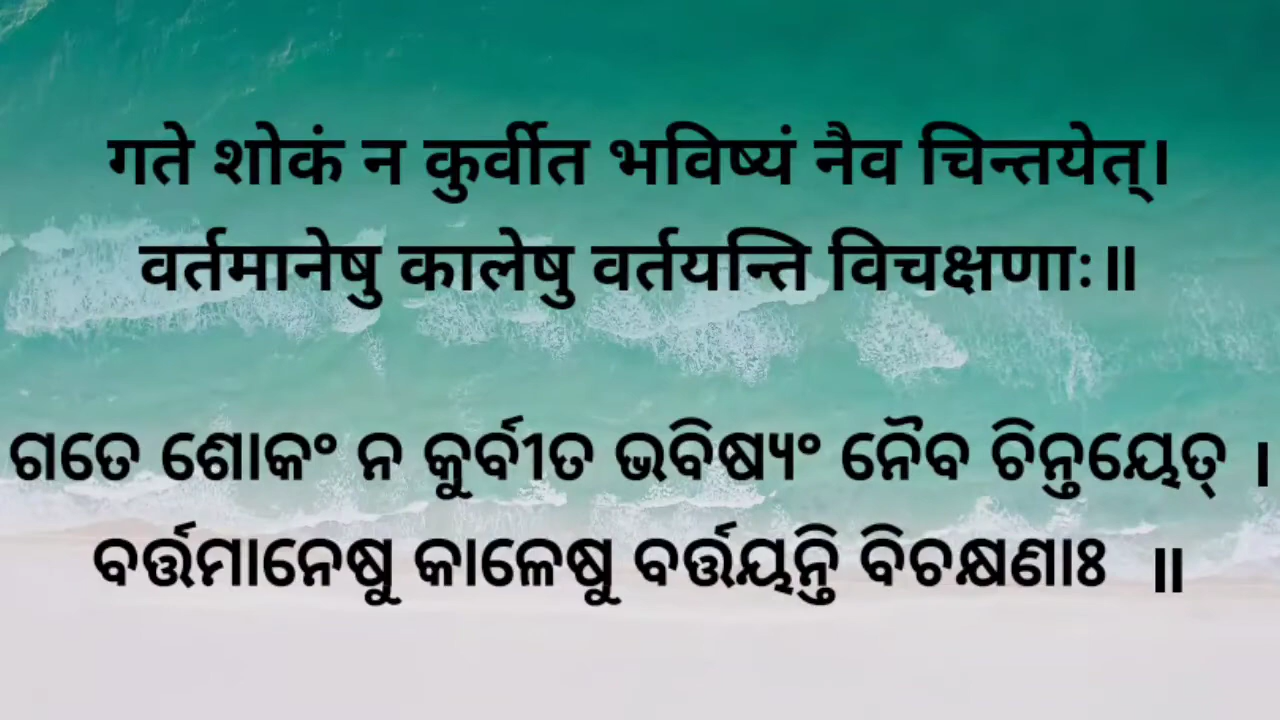 गते शोकं न कुर्वीत भविष्यं नैव चिन्तयेत्।
वर्तमानेषु कालेषु वर्तयन्ति विचक्षणाः॥
ଗତେ ଶୋକଂ ନ କୁର୍ବୀତ ଭବିଷ୍ୟଂ ନୈବ ଚିନ୍ତୟେତ୍ ।
ବର୍ତ୍ତମାନେଷୁ କାଳେଷୁ ବର୍ତ୍ତୟନ୍ତି ବିଚକ୍ଷଣାଃ ॥